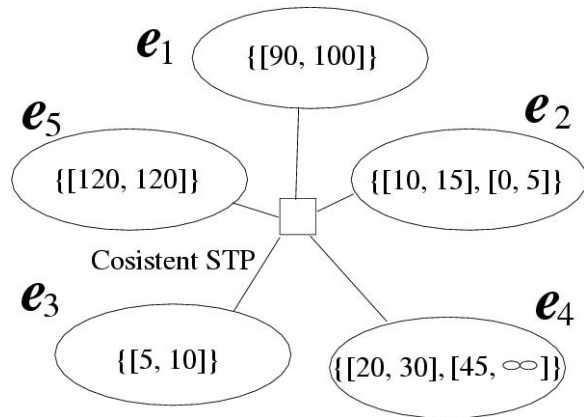 e1
{[90, 100]}
e5
e2
{[120, 120]}
{[10, 15], [0, 5]}
Cosistent STP
e3
e4
{[5, 10]}
{[20, 30], [45, ∞]}